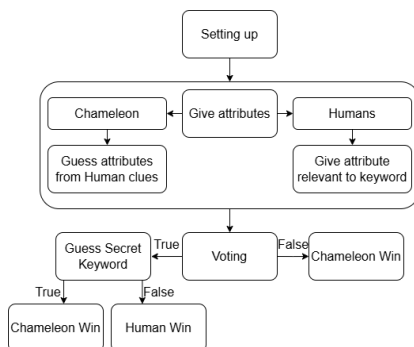 Setting up
Chameleon
Give attributes
Humans
Guess attributes
from Human clues
Give attribute
relevant to keyword
Guess Secret
Keyword
True
Voting
False
Chameleon Win
True
False
Chameleon Win
Human Win